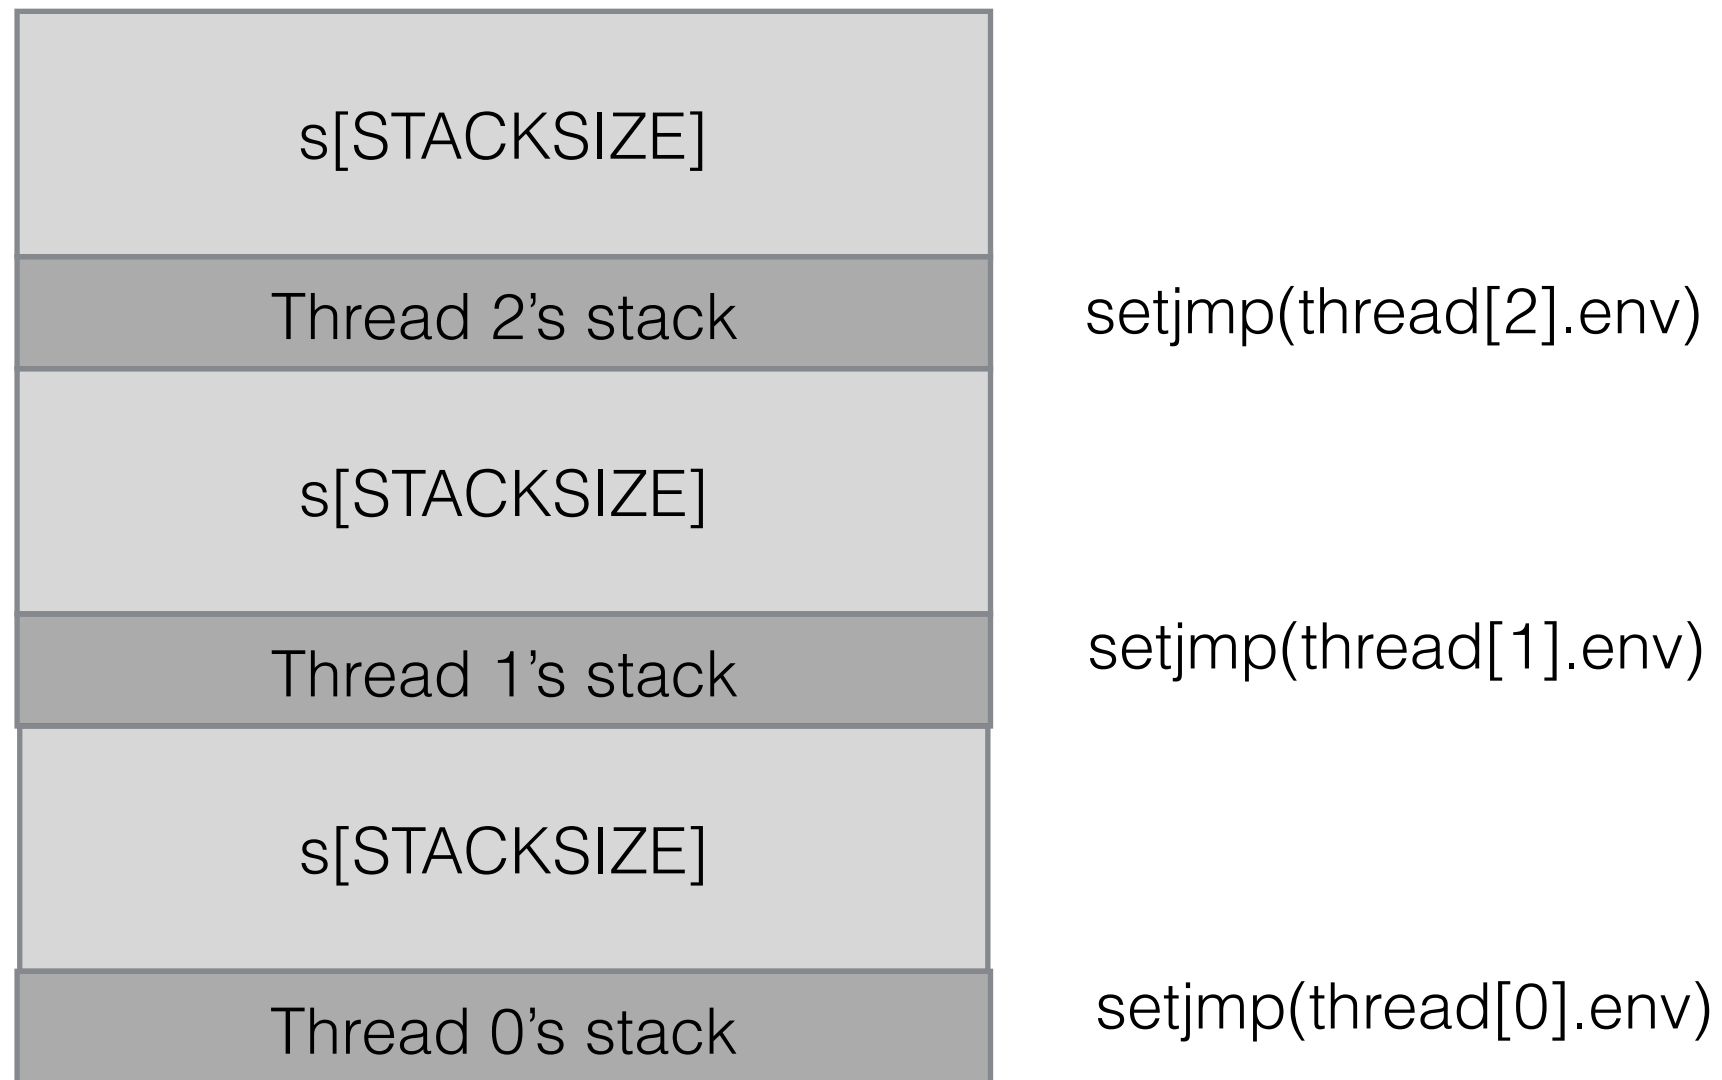 s[STACKSIZE]
Thread 2’s stack
setjmp(thread[2].env)
s[STACKSIZE]
Thread 1’s stack
setjmp(thread[1].env)
s[STACKSIZE]
Thread 0’s stack
setjmp(thread[0].env)